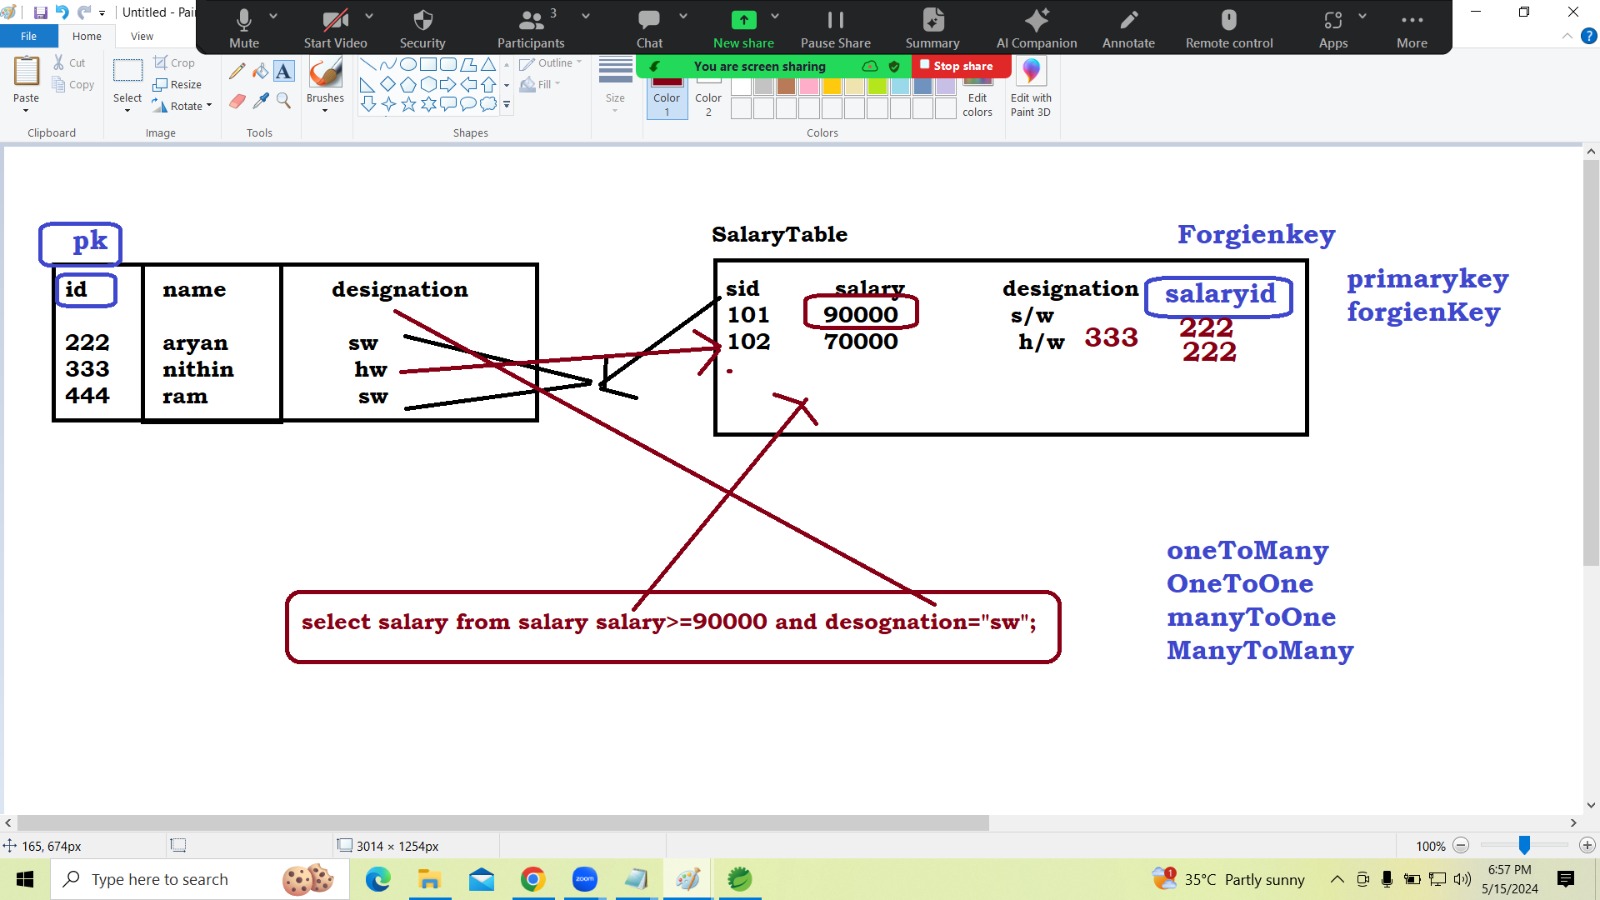 Untitled - Pai
Mute
Start Video
Security
Participants
3
Chat
New share
Pause Share
Summary
AI Companion
Annotate
Remote control
Apps
More
You are screen sharing
Stop share
File
Home
View
Paste
Cut
Copy
Clipboard
Select
Crop
Resize
Rotate
Image
A
Tools
Brushes
Outline
Fill
Shapes
Size
Color
1
Color
2
Edit
colors
Edit with
Paint 3D
Colors
pk
id name designation
222 aryan sw
333 nithin hw
444 ram sw
SalaryTable
Forgienkey
sid salary designation salaryid
101 90000 s/w 222
102 70000 h/w 333 222
.
primarykey
forgienKey
select salary from salary salary>=90000 and desognation="sw";
oneToMany
OneToOne
manyToOne
ManyToMany
165, 674px
3014 × 1254px
100%
Type here to search
zoom
1
35°C Partly sunny
6:57 PM
5/15/2024